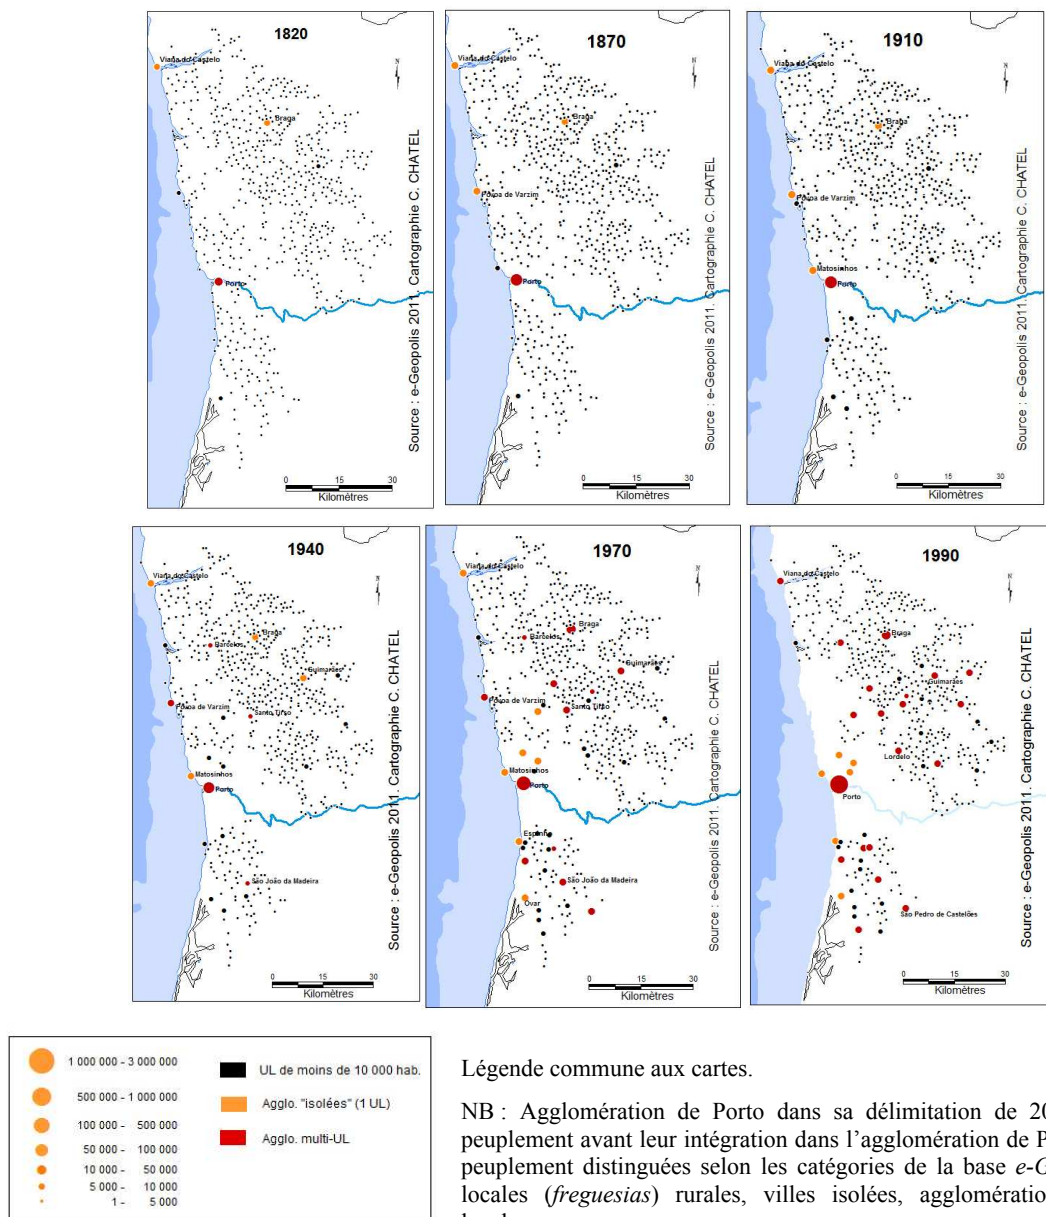 1820
Viana do Castelo
N
Braga
Porto
0 15 30
Kilomètres
Source : e-Geopolis 2011. Cartographie C. CHATEL
1870
Viana do Castelo
N
Braga
Póvoa de Varzim
Porto
0 15 30
Kilomètres
Source : e-Geopolis 2011. Cartographie C. CHATEL
1910
Viana do Castelo
N
Braga
Póvoa de Varzim
Matosinhos
Porto
0 15 30
Kilomètres
Source : e-Geopolis 2011. Cartographie C. CHATEL
1940
Viana do Castelo
N
Braga
Barcelos
Guimarães
Póvoa de Varzim
Santo Tirso
Matosinhos
Porto
São João da Madeira
0 15 30
Kilomètres
Source : e-Geopolis 2011. Cartographie C. CHATEL
1970
Viana do Castelo
N
Braga
Barcelos
Guimarães
Póvoa de Varzim
Santo Tirso
Matosinhos
Porto
Espinho
São João da Madeira
Ovar
0 15 30
Kilomètres
Source : e-Geopolis 2011. Cartographie C. CHATEL
1990
Viana do Castelo
N
Braga
Guimarães
Lordelo
Porto
São Pedro de Castelões
0 15 30
Kilomètres
Source : e-Geopolis 2011. Cartographie C. CHATEL
1 000 000 - 3 000 000
500 000 - 1 000 000
100 000 - 500 000
50 000 - 100 000
10 000 - 50 000
5 000 - 10 000
1 - 5 000
UL de moins de 10 000 hab.
Agglo. "isolées" (1 UL)
Agglo. multi-UL
Légende commune aux cartes.
NB : Agglomération de Porto dans sa délimitation de 20
peuplement avant leur intégration dans l'agglomération de P
peuplement distinguées selon les catégories de la base e-G
locales (freguesias) rurales, villes isolées, agglomération